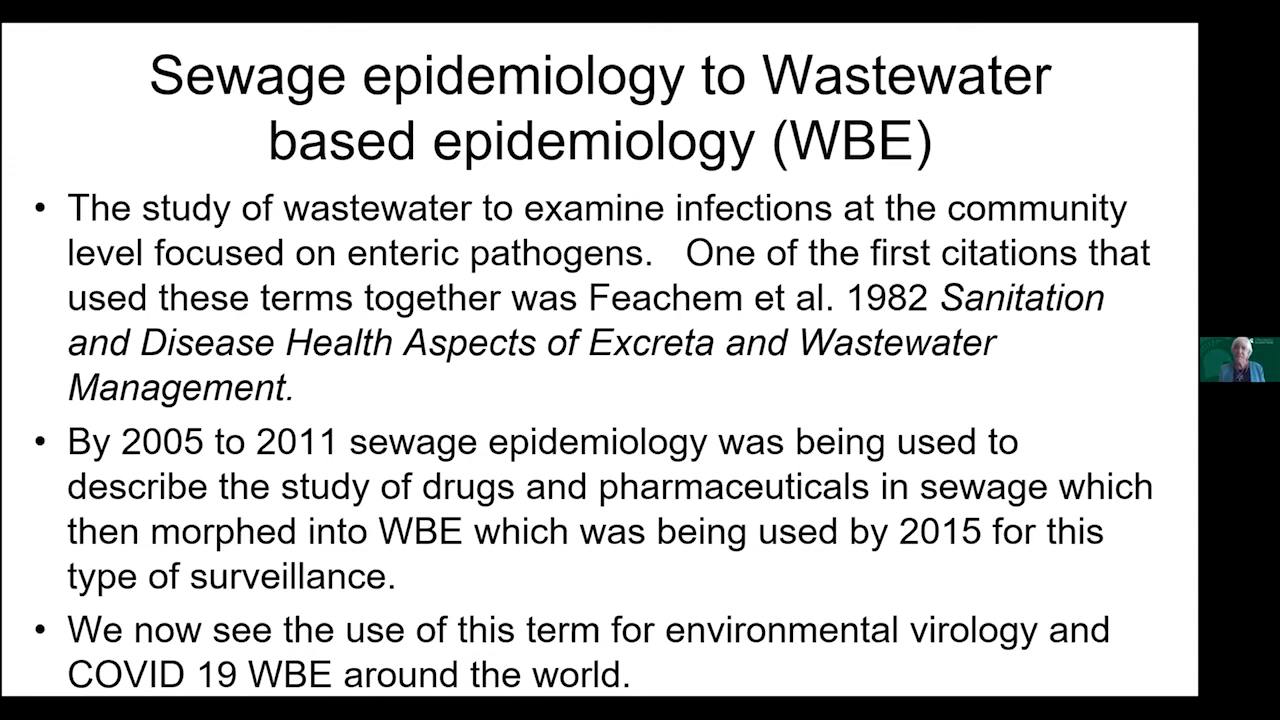 Sewage epidemiology to Wastewater
based epidemiology (WBE)
• The study of wastewater to examine infections at the community
level focused on enteric pathogens. One of the first citations that
used these terms together was Feachem et al. 1982 Sanitation
and Disease Health Aspects of Excreta and Wastewater
Management.
• By 2005 to 2011 sewage epidemiology was being used to
describe the study of drugs and pharmaceuticals in sewage which
then morphed into WBE which was being used by 2015 for this
type of surveillance.
• We now see the use of this term for environmental virology and
COVID 19 WBE around the world.